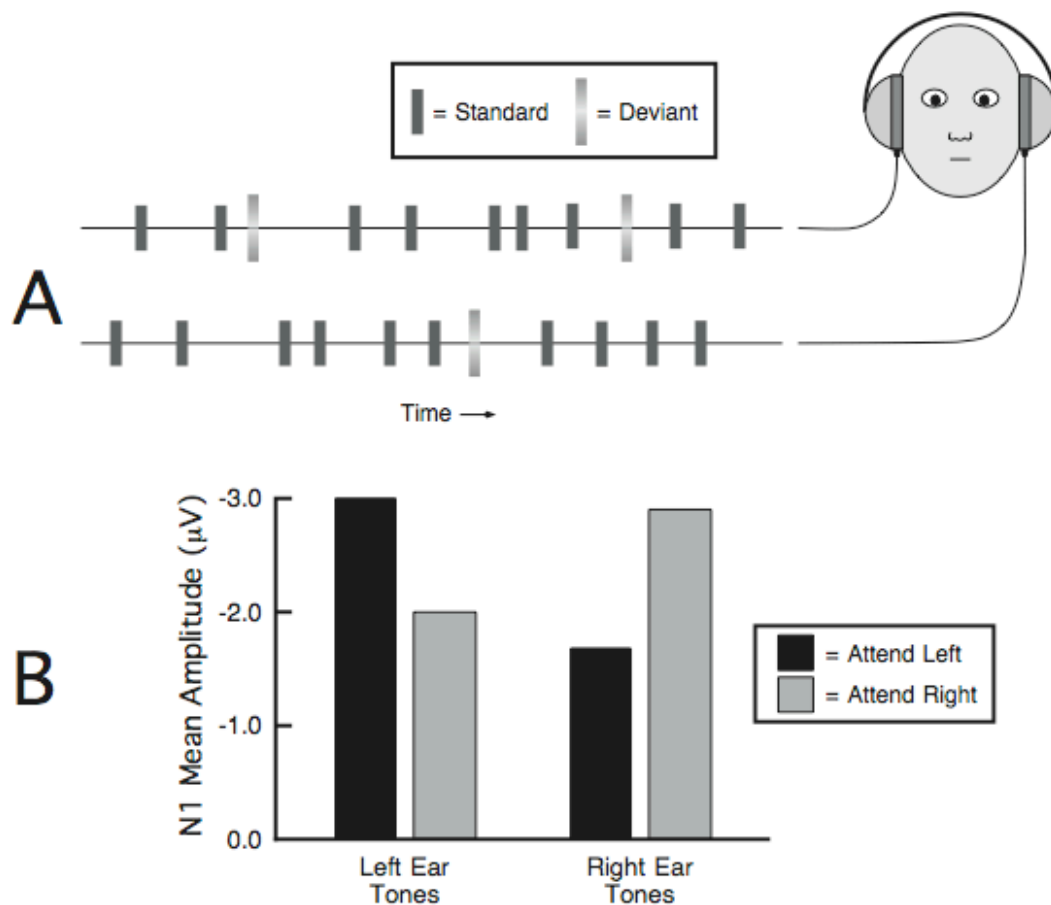 = Standard
= Deviant
A
Time →
B
N1 Mean Amplitude (μV)
-3.0
-2.0
-1.0
0.0
Left Ear
Tones
Right Ear
Tones
= Attend Left
= Attend Right